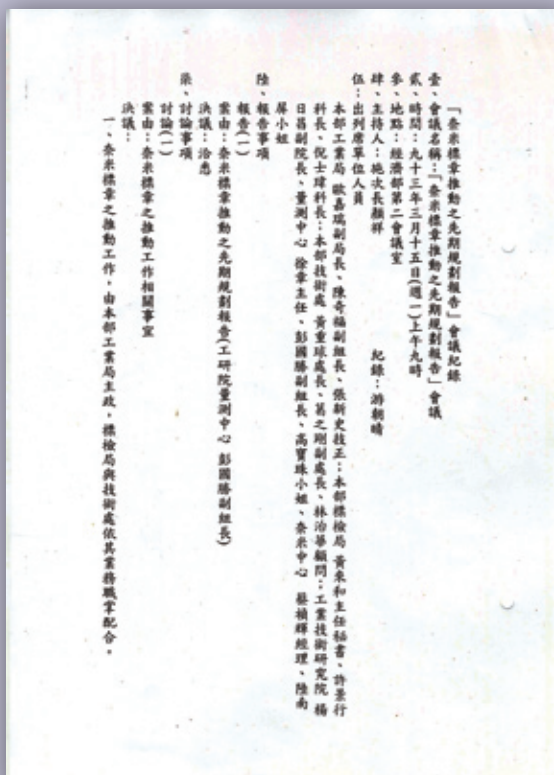 「奈米標章推動之先期規劃報告」會議紀錄
壹、會議名稱：「奈米標章推動之先期規劃報告」會議
貳、時間：九十三年三月十五日(週一)上午九時
參、地點：經濟部第二會議室
肆、主持人：施次長顏祥　　　紀錄：游朝晴
伍：出列席單位人員
本部工業局 歐嘉瑞副局長、陳奇福副組長、張新史技正；本部標檢局 黃來和主任秘書、許景行
科長、倪士瑋科長；本部技術處 黃重球處長、葛之剛副處長、林治華顧問；工業技術研究院 楊
日昌副院長、量測中心 徐章主任、彭國勝副組長、高寶珠小姐、奈米中心 蔡禎輝經理、陸南
屏小姐
陸、報告事項
報告(一)
案由：奈米標章推動之先期規劃報告(工研院量測中心 彭國勝副組長)
決議：洽悉
柒、討論事項
討論(一)
案由：奈米標章之推動工作相關事宜
決議：
一、奈米標章之推動工作，由本部工業局主政，標檢局與技術處依其業務職掌配合。